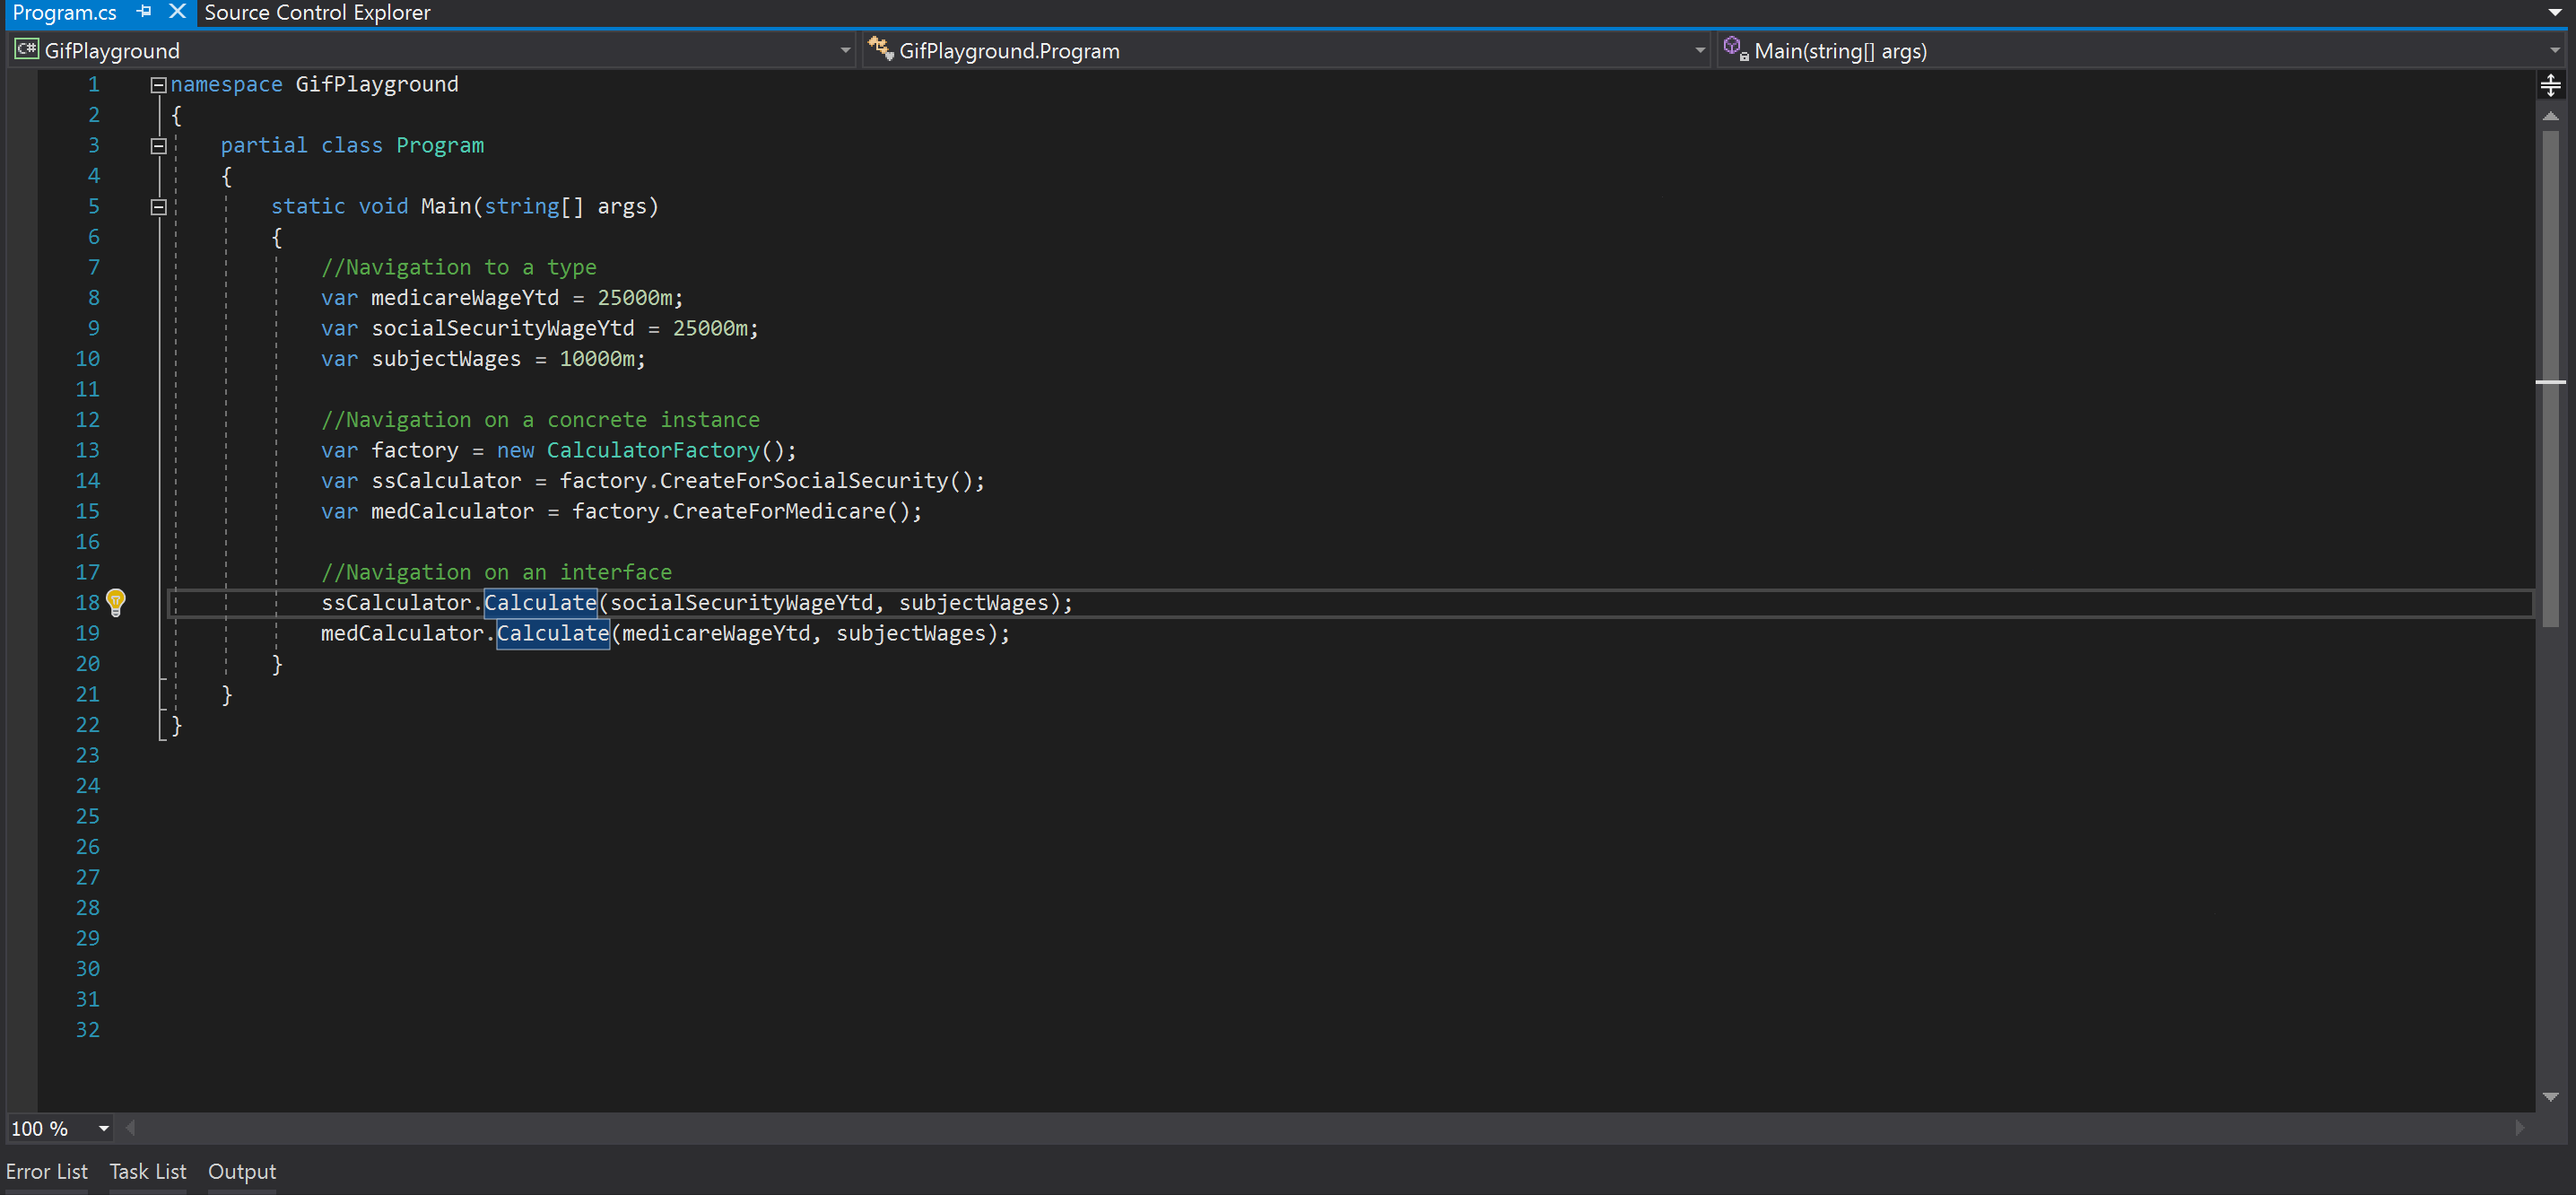 Program.cs Source Control Explorer
C# GifPlayground GifPlayground.Program Main(string[] args)
1 namespace GifPlayground
2 {
3     partial class Program
4     {
5         static void Main(string[] args)
6         {
7             //Navigation to a type
8             var medicareWageYtd = 25000m;
9             var socialSecurityWageYtd = 25000m;
10             var subjectWages = 10000m;
11
12             //Navigation on a concrete instance
13             var factory = new CalculatorFactory();
14             var ssCalculator = factory.CreateForSocialSecurity();
15             var medCalculator = factory.CreateForMedicare();
16
17             //Navigation on an interface
18             ssCalculator.Calculate(socialSecurityWageYtd, subjectWages);
19             medCalculator.Calculate(medicareWageYtd, subjectWages);
20         }
21     }
22 }
23
24
25
26
27
28
29
30
31
32
100 %
Error List Task List Output